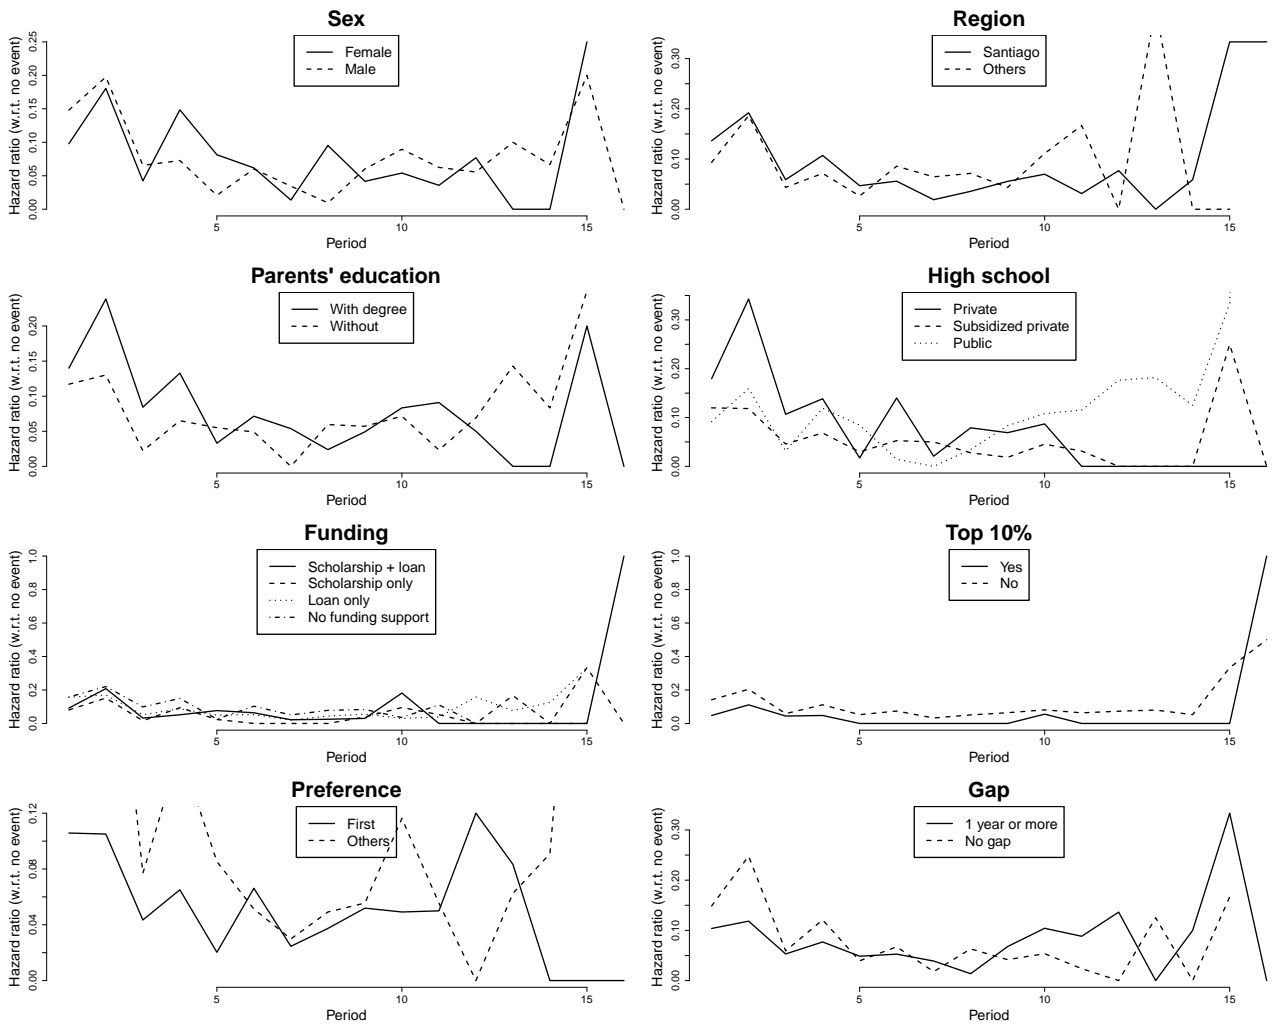 Sex
Hazard ratio (w.r.t. no event)
0.00 0.05 0.10 0.15 0.20 0.25
Female
Male
5 10 15
Period
Region
Hazard ratio (w.r.t. no event)
0.00 0.10 0.20 0.30
Santiago
Others
5 10 15
Period
Parents' education
Hazard ratio (w.r.t. no event)
0.00 0.05 0.10 0.15 0.20
With degree
Without
5 10 15
Period
High school
Hazard ratio (w.r.t. no event)
0.00 0.10 0.20 0.30
Private
Subsidized private
Public
5 10 15
Period
Funding
Hazard ratio (w.r.t. no event)
0.0 0.2 0.4 0.6 0.8 1.0
Scholarship + loan
Scholarship only
Loan only
No funding support
5 10 15
Period
Top 10%
Hazard ratio (w.r.t. no event)
0.0 0.2 0.4 0.6 0.8 1.0
Yes
No
5 10 15
Period
Preference
Hazard ratio (w.r.t. no event)
0.00 0.04 0.08 0.12
First
Others
5 10 15
Period
Gap
Hazard ratio (w.r.t. no event)
0.00 0.10 0.20 0.30
1 year or more
No gap
5 10 15
Period